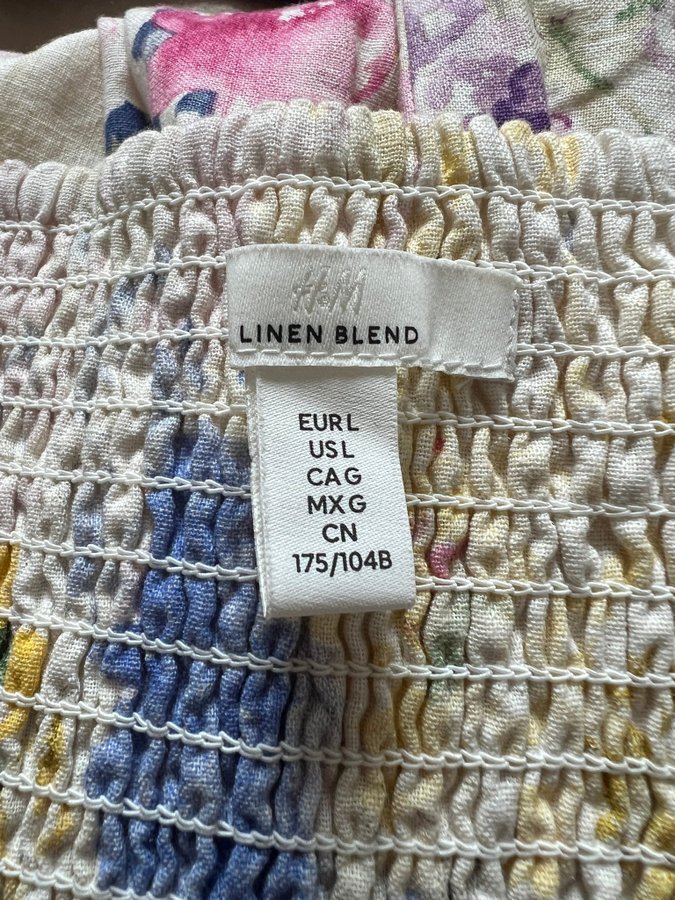 H&M
LINEN BLEND
EUR L
US L
CA G
MX G
CN
175/104B